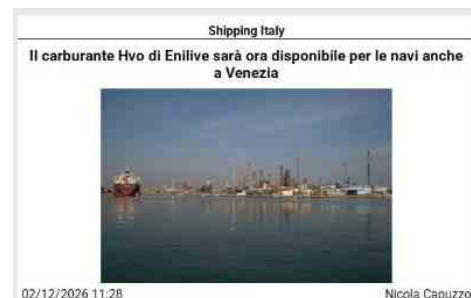 Shipping Italy
Il carburante Hvo di Enilive sarà ora disponibile per le navi anche
a Venezia
02/12/2026 11:28
Nicola Capuzzo